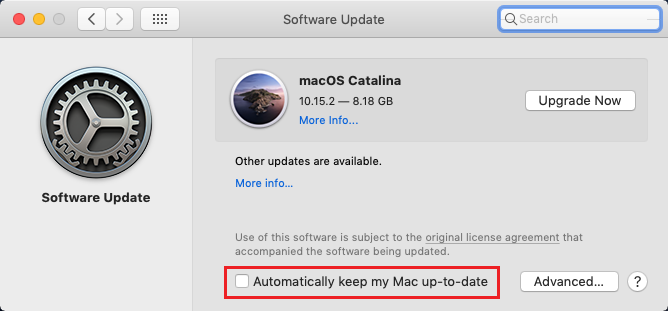 Software Update
Search
macOS Catalina
10.15.2 — 8.18 GB
More Info...
Upgrade Now
Software Update
Other updates are available.
More info...
Use of this software is subject to the original license agreement that
accompanied the software being updated.
Automatically keep my Mac up-to-date
Advanced...
?